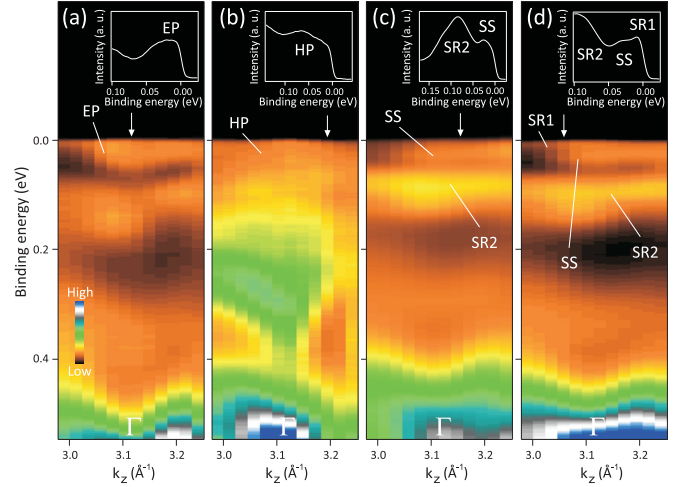 (a)
Intensity (a. u.)
EP
0.10 0.05 0.00
Binding energy (eV)
EP
(b)
Intensity (a. u.)
HP
0.10 0.05 0.00
Binding energy (eV)
HP
(c)
Intensity (a. u.)
SS
SR2
0.15 0.10 0.05 0.00
Binding energy (eV)
SS
SR2
(d)
Intensity (a. u.)
SR1
SR2 SS
0.10 0.05 0.00
Binding energy (eV)
SR1
SS
SR2
Binding energy (eV)
0.0
0.2
0.4
High
Low
Γ
Γ
Γ
Γ
3.0 3.1 3.2
3.0 3.1 3.2
3.0 3.1 3.2
3.0 3.1 3.2
kz (Å-1)
kz (Å-1)
kz (Å-1)
kz (Å-1)